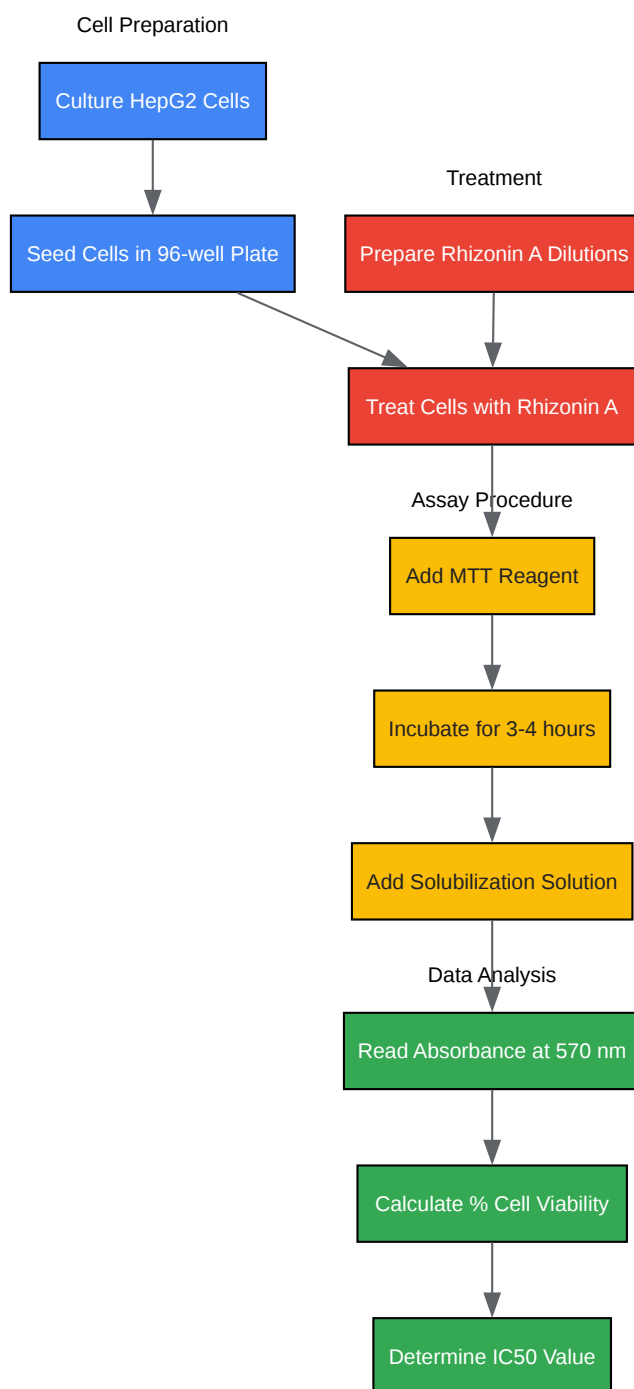 Cell Preparation
Culture HepG2 Cells
Treatment
Seed Cells in 96-well Plate
Prepare Rhizonin A Dilutions
Treat Cells with Rhizonin A
Assay Procedure
Add MTT Reagent
Incubate for 3-4 hours
Add Solubilization Solution
Data Analysis
Read Absorbance at 570 nm
Calculate % Cell Viability
Determine IC50 Value